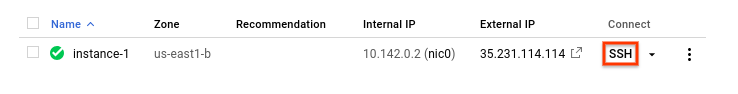 Name Zone Recommendation Internal IP External IP Connect
instance-1 us-east1-b 10.142.0.2 (nic0) 35.231.114.114 SSH